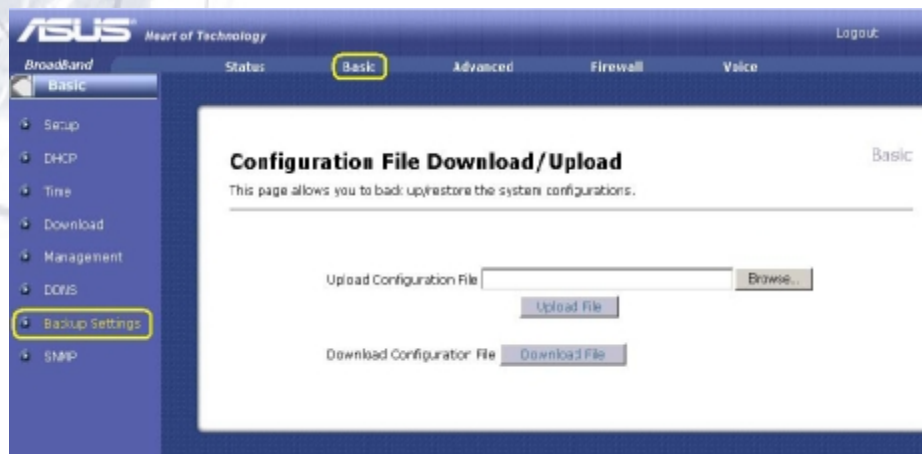 ASUS Heart of Technology
Logout
BroadBand
Status Basic Advanced Firewall Voice
Basic
Setup
DHCP
Time
Download
Management
DDNS
Backup Settings
SNMP
Configuration File Download/Upload
Basic
This page allows you to back up/restore the system configurations.
Upload Configuration File Browse...
Upload File
Download Configuration File Download File